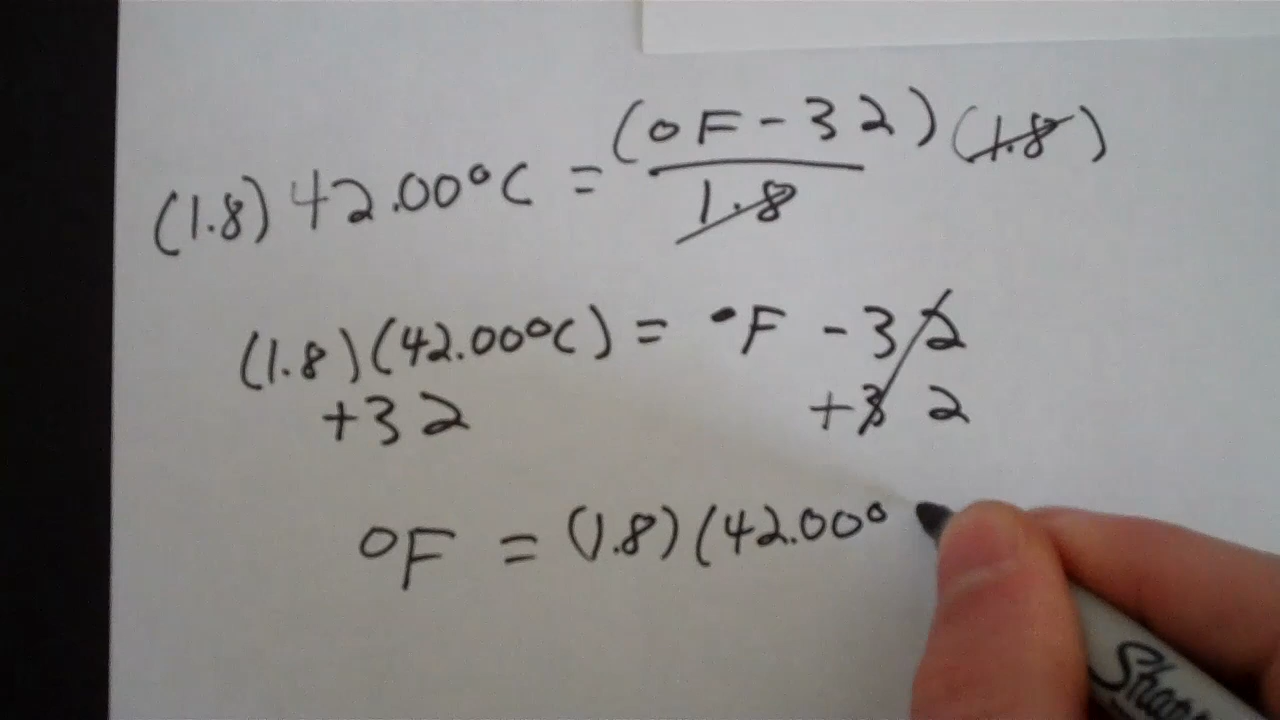 (1.8) 42.00°C = (°F - 32) (1.8)
1.8
(1.8)(42.00°C) = °F - 32
+32 +32
°F = (1.8)(42.00°